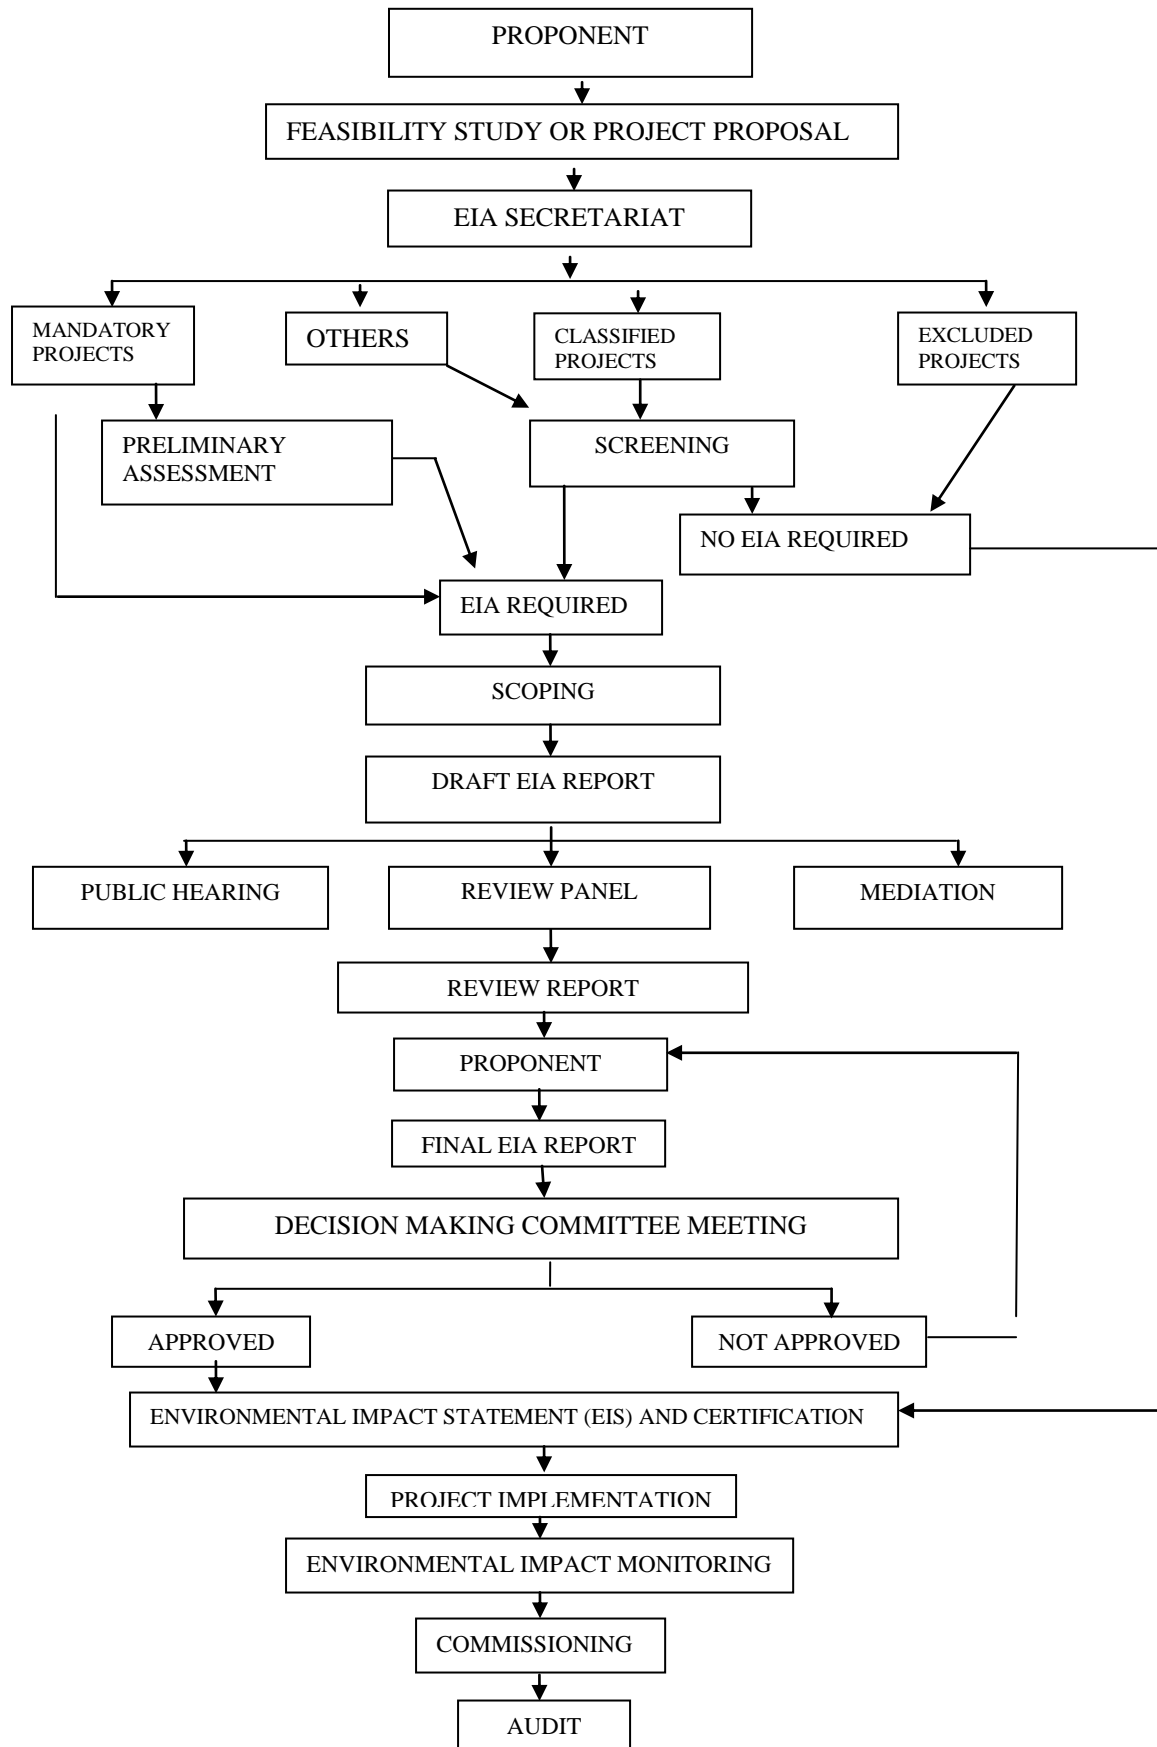 PROPONENT
FEASIBILITY STUDY OR PROJECT PROPOSAL
EIA SECRETARIAT
MANDATORY
PROJECTS
OTHERS
CLASSIFIED
PROJECTS
EXCLUDED
PROJECTS
PRELIMINARY
ASSESSMENT
SCREENING
NO EIA REQUIRED
EIA REQUIRED
SCOPING
DRAFT EIA REPORT
PUBLIC HEARING
REVIEW PANEL
MEDIATION
REVIEW REPORT
PROPONENT
FINAL EIA REPORT
DECISION MAKING COMMITTEE MEETING
APPROVED
NOT APPROVED
ENVIRONMENTAL IMPACT STATEMENT (EIS) AND CERTIFICATION
PROJECT IMPLEMENTATION
ENVIRONMENTAL IMPACT MONITORING
COMMISSIONING
AUDIT